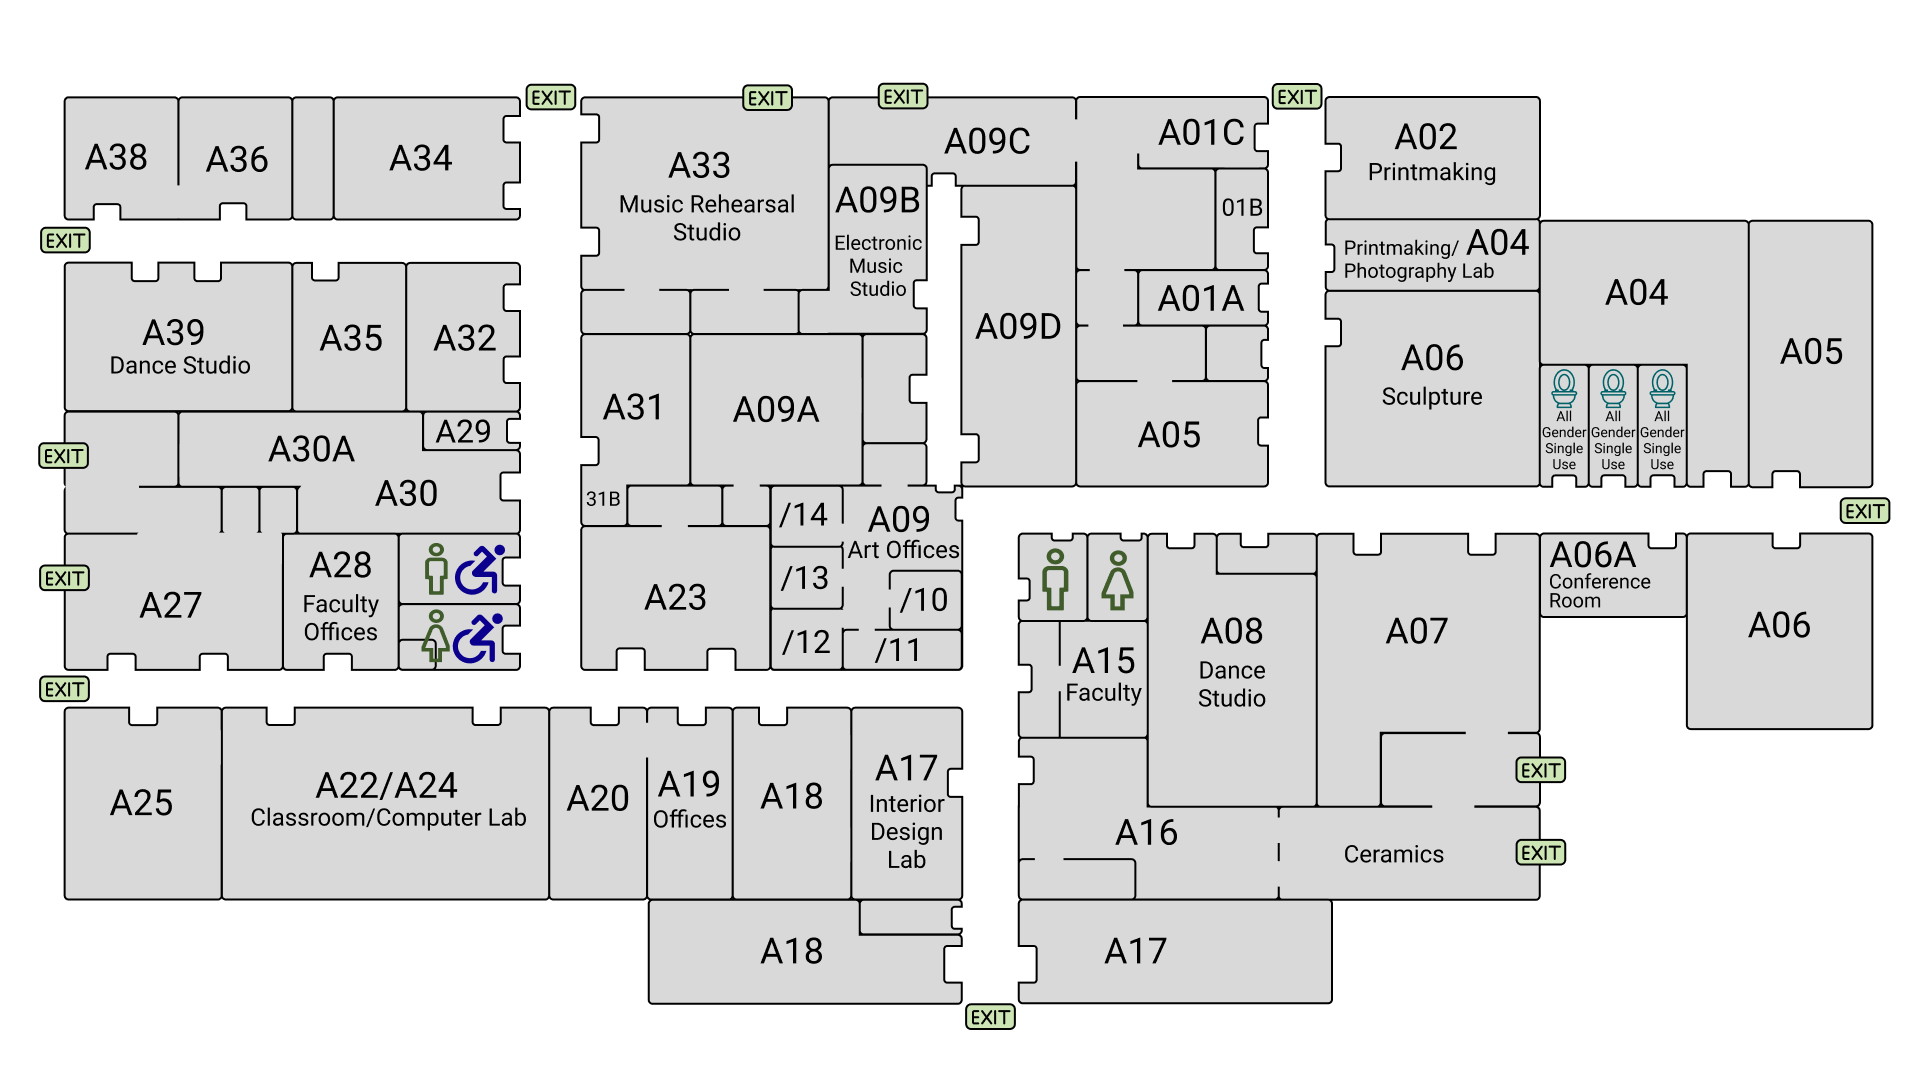 EXIT
EXIT
EXIT
EXIT
A38
A36
A34
A33
Music Rehearsal
Studio
A09C
A01C
A02
Printmaking
EXIT
A09B
Electronic
Music
Studio
01B
Printmaking/ A04
Photography Lab
A39
Dance Studio
A35
A32
A09D
A01A
A04
A05
A06
Sculpture
All
Gender
Single
Use
All
Gender
Single
Use
All
Gender
Single
Use
A31
A09A
A05
EXIT
A30A
A29
A30
31B
/14
A09
Art Offices
EXIT
EXIT
A27
A28
Faculty
Offices
A23
/13
/10
/12
/11
A06A
Conference
Room
A06
A15
Faculty
A08
Dance
Studio
A07
EXIT
A25
A22/A24
Classroom/Computer Lab
A20
A19
Offices
A18
A17
Interior
Design
Lab
EXIT
A16
Ceramics
EXIT
A18
A17
EXIT